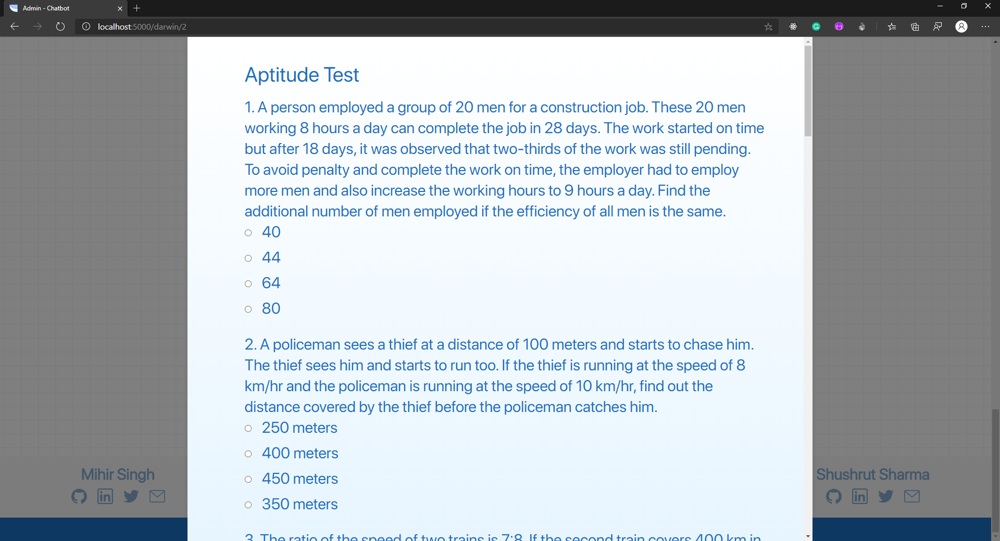 Admin - Chatbot
localhost:5000/darwin/2
Aptitude Test
1. A person employed a group of 20 men for a construction job. These 20 men
working 8 hours a day can complete the job in 28 days. The work started on time
but after 18 days, it was observed that two-thirds of the work was still pending.
To avoid penalty and complete the work on time, the employer had to employ
more men and also increase the working hours to 9 hours a day. Find the
additional number of men employed if the efficiency of all men is the same.
40
44
64
80
2. A policeman sees a thief at a distance of 100 meters and starts to chase him.
The thief sees him and starts to run too. If the thief is running at the speed of 8
km/hr and the policeman is running at the speed of 10 km/hr, find out the
distance covered by the thief before the policeman catches him.
250 meters
400 meters
450 meters
350 meters
Mihir Singh
Shushrut Sharma
3. The ratio of the speed of two trains is 7:8. If the second train covers 400 km in